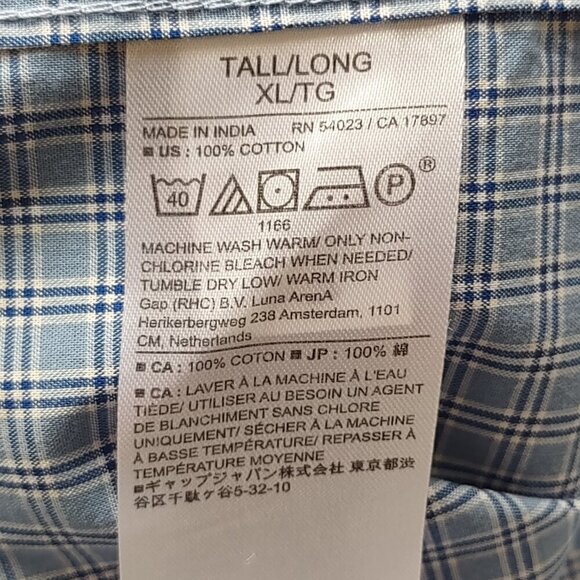 TALL/LONG
XL/TG
MADE IN INDIA RN 54023 / CA 17897
US : 100% COTTON
40 P ®
1166
MACHINE WASH WARM/ ONLY NON-
CHLORINE BLEACH WHEN NEEDED/
TUMBLE DRY LOW/ WARM IRON
Gap (RHC) B.V. Luna ArenA
Herikerbergweg 238 Amsterdam, 1101
CM, Netherlands
CA : 100% COTON JP : 100% 綿
CA : LAVER À LA MACHINE À L'EAU
TIÈDE/ UTILISER AU BESOIN UN AGENT
DE BLANCHIMENT SANS CHLORE
UNIQUEMENT/ SÉCHER À LA MACHINE
À BASSE TEMPÉRATURE/ REPASSER À
TEMPÉRATURE MOYENNE
ギャップジャパン株式会社 東京都渋
谷区千駄ヶ谷5-32-10